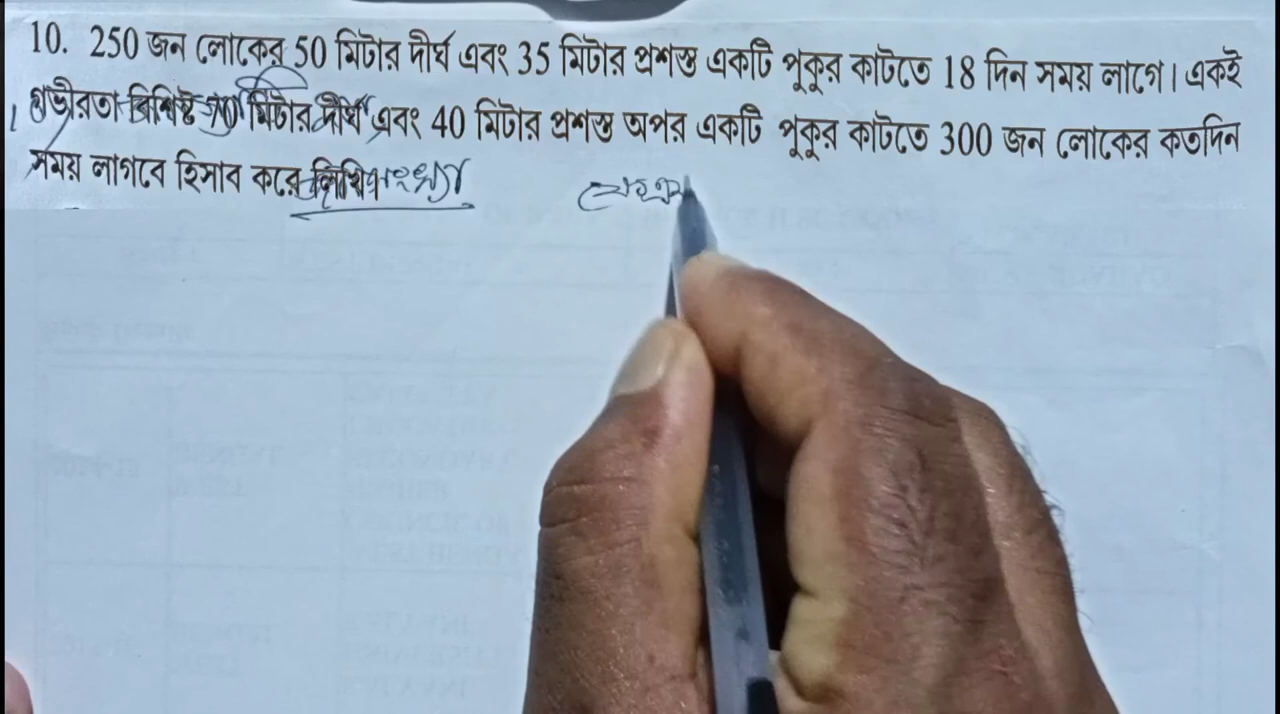 10. 250 জন লোকের 50 মিটার দীর্ঘ এবং 35 মিটার প্রশস্ত একটি পুকুর কাটতে 18 দিন সময় লাগে। একই
গভীরতা বিশিষ্ট 70 মিটার দীর্ঘ এবং 40 মিটার প্রশস্ত অপর একটি পুকুর কাটতে 300 জন লোকের কতদিন
সময় লাগবে হিসাব করে লিখি।